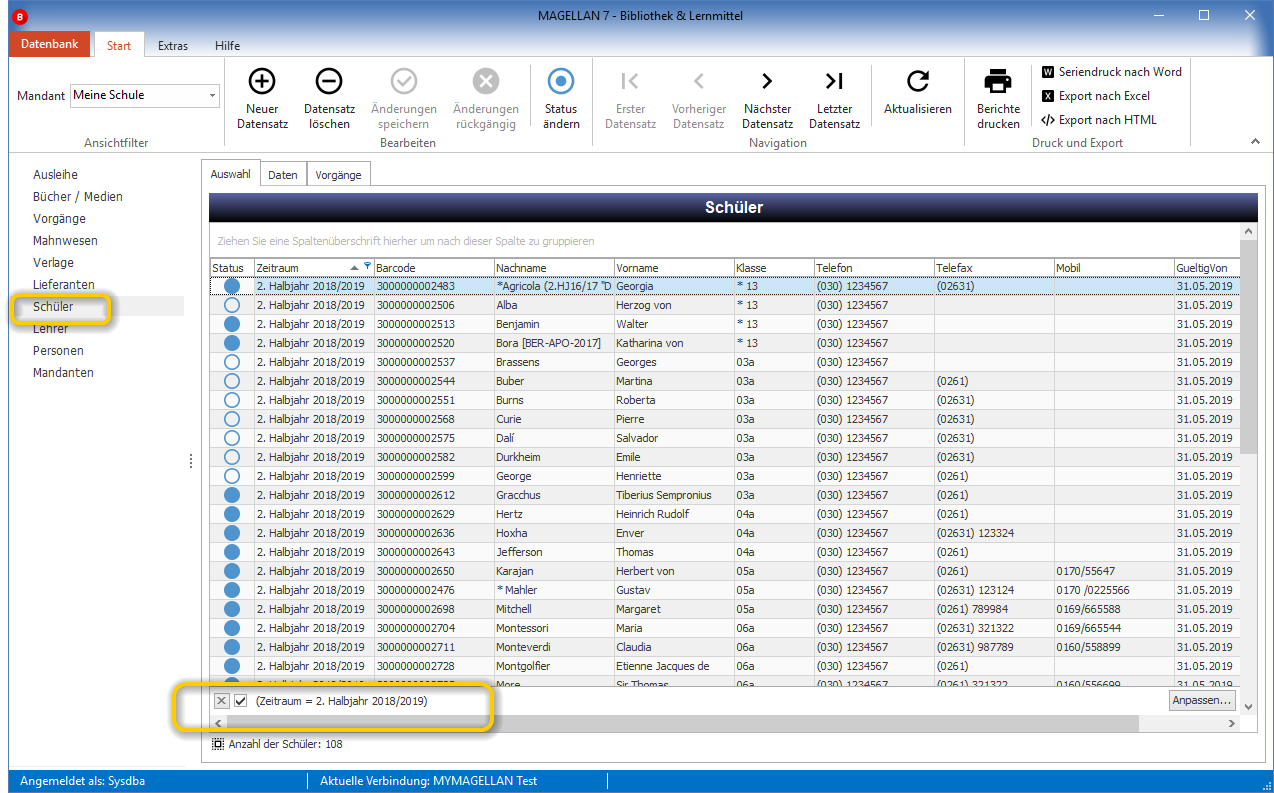 MAGELLAN 7 - Bibliothek & Lernmittel
Datenbank Start Extras Hilfe
Mandant Meine Schule
Ansichtfilter
Neuer Datensatz
Datensatz löschen
Änderungen speichern
Änderungen rückgängig
Bearbeiten
Status ändern
Erster Datensatz
Vorheriger Datensatz
Nächster Datensatz
Letzter Datensatz
Navigation
Aktualisieren
Berichte drucken
Seriendruck nach Word
Export nach Excel
Export nach HTML
Druck und Export
Ausleihe
Bücher / Medien
Vorgänge
Mahnwesen
Verlage
Lieferanten
Schüler
Lehrer
Personen
Mandanten
Auswahl Daten Vorgänge
Schüler
Ziehen Sie eine Spaltenüberschrift hierher um nach dieser Spalte zu gruppieren
Status Zeitraum Barcode Nachname Vorname Klasse Telefon Telefax Mobil GueltigVon
2. Halbjahr 2018/2019 3000000002483 *Agricola (2.HJ16/17 "D Georgia * 13 (030) 1234567 (02631) 31.05.2019
2. Halbjahr 2018/2019 3000000002506 Alba Herzog von * 13 (030) 1234567 31.05.2019
2. Halbjahr 2018/2019 3000000002513 Benjamin Walter * 13 (030) 1234567 31.05.2019
2. Halbjahr 2018/2019 3000000002520 Bora [BER-APO-2017] Katharina von * 13 (030) 1234567 31.05.2019
2. Halbjahr 2018/2019 3000000002537 Brassens Georges 03a (030) 1234567 31.05.2019
2. Halbjahr 2018/2019 3000000002544 Buber Martina 03a (030) 1234567 (0261) 31.05.2019
2. Halbjahr 2018/2019 3000000002551 Burns Roberta 03a (030) 1234567 (02631) 31.05.2019
2. Halbjahr 2018/2019 3000000002568 Curie Pierre 03a (030) 1234567 (02631) 31.05.2019
2. Halbjahr 2018/2019 3000000002575 Dalí Salvador 03a (030) 1234567 (02631) 31.05.2019
2. Halbjahr 2018/2019 3000000002582 Durkheim Emile 03a (030) 1234567 (02631) 31.05.2019
2. Halbjahr 2018/2019 3000000002599 George Henriette 03a (030) 1234567 (0261) 31.05.2019
2. Halbjahr 2018/2019 3000000002612 Gracchus Tiberius Sempronius 03a (030) 1234567 (0261) 31.05.2019
2. Halbjahr 2018/2019 3000000002629 Hertz Heinrich Rudolf 04a (030) 1234567 (0261) 31.05.2019
2. Halbjahr 2018/2019 3000000002636 Hoxha Enver 04a (030) 1234567 (02631) 123324 31.05.2019
2. Halbjahr 2018/2019 3000000002643 Jefferson Thomas 04a (030) 1234567 (0261) 31.05.2019
2. Halbjahr 2018/2019 3000000002650 Karajan Herbert von 05a (030) 1234567 (0261) 0170/55647 31.05.2019
2. Halbjahr 2018/2019 3000000002476 * Mahler Gustav 05a (030) 1234567 (02631) 123124 0170 /0225566 31.05.2019
2. Halbjahr 2018/2019 3000000002698 Mitchell Margaret 05a (030) 1234567 (0261) 789984 0169/665588 31.05.2019
2. Halbjahr 2018/2019 3000000002704 Montessori Maria 06a (030) 1234567 (02631) 321322 0169/665544 31.05.2019
2. Halbjahr 2018/2019 3000000002711 Monteverdi Claudia 06a (030) 1234567 (02631) 987789 0160/558899 31.05.2019
2. Halbjahr 2018/2019 3000000002728 Montgolfier Etienne Jacques de 06a (030) 1234567 (0261) 31.05.2019
(Zeitraum = 2. Halbjahr 2018/2019) Anpassen...
Anzahl der Schüler: 108
Angemeldet als: Sysdba Aktuelle Verbindung: MYMAGELLAN Test